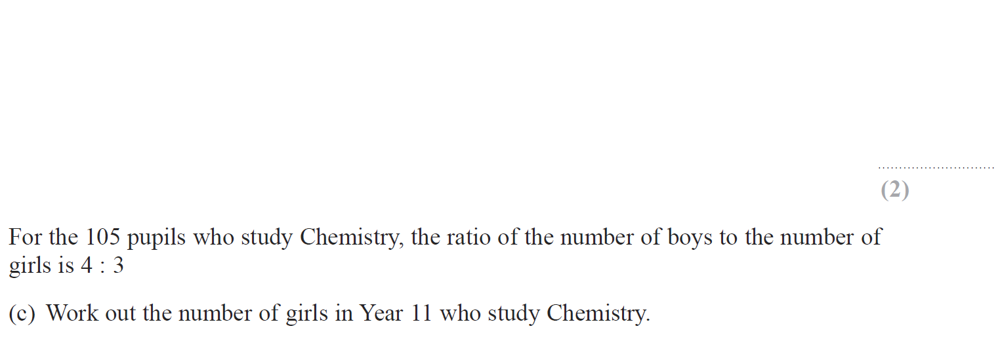 (2)
For the 105 pupils who study Chemistry, the ratio of the number of boys to the number of
girls is 4 : 3
(c) Work out the number of girls in Year 11 who study Chemistry.